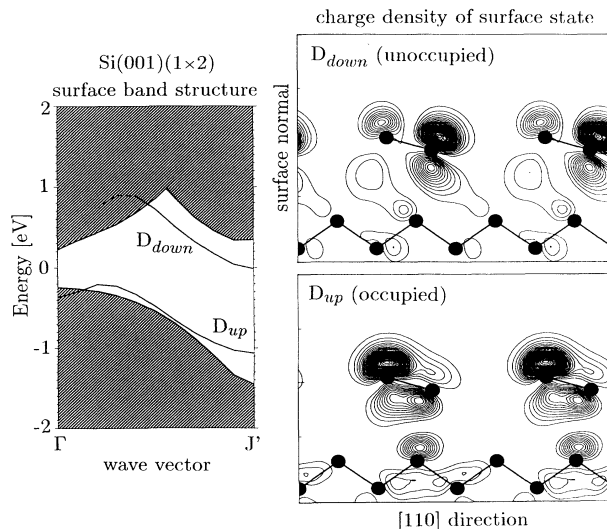 charge density of surface state
Si(001)(1×2)
surface band structure
2
1
0
-1
-2
Energy [eV]
D_down
D_up
Γ
J'
wave vector
surface normal
D_down (unoccupied)
D_up (occupied)
[110] direction